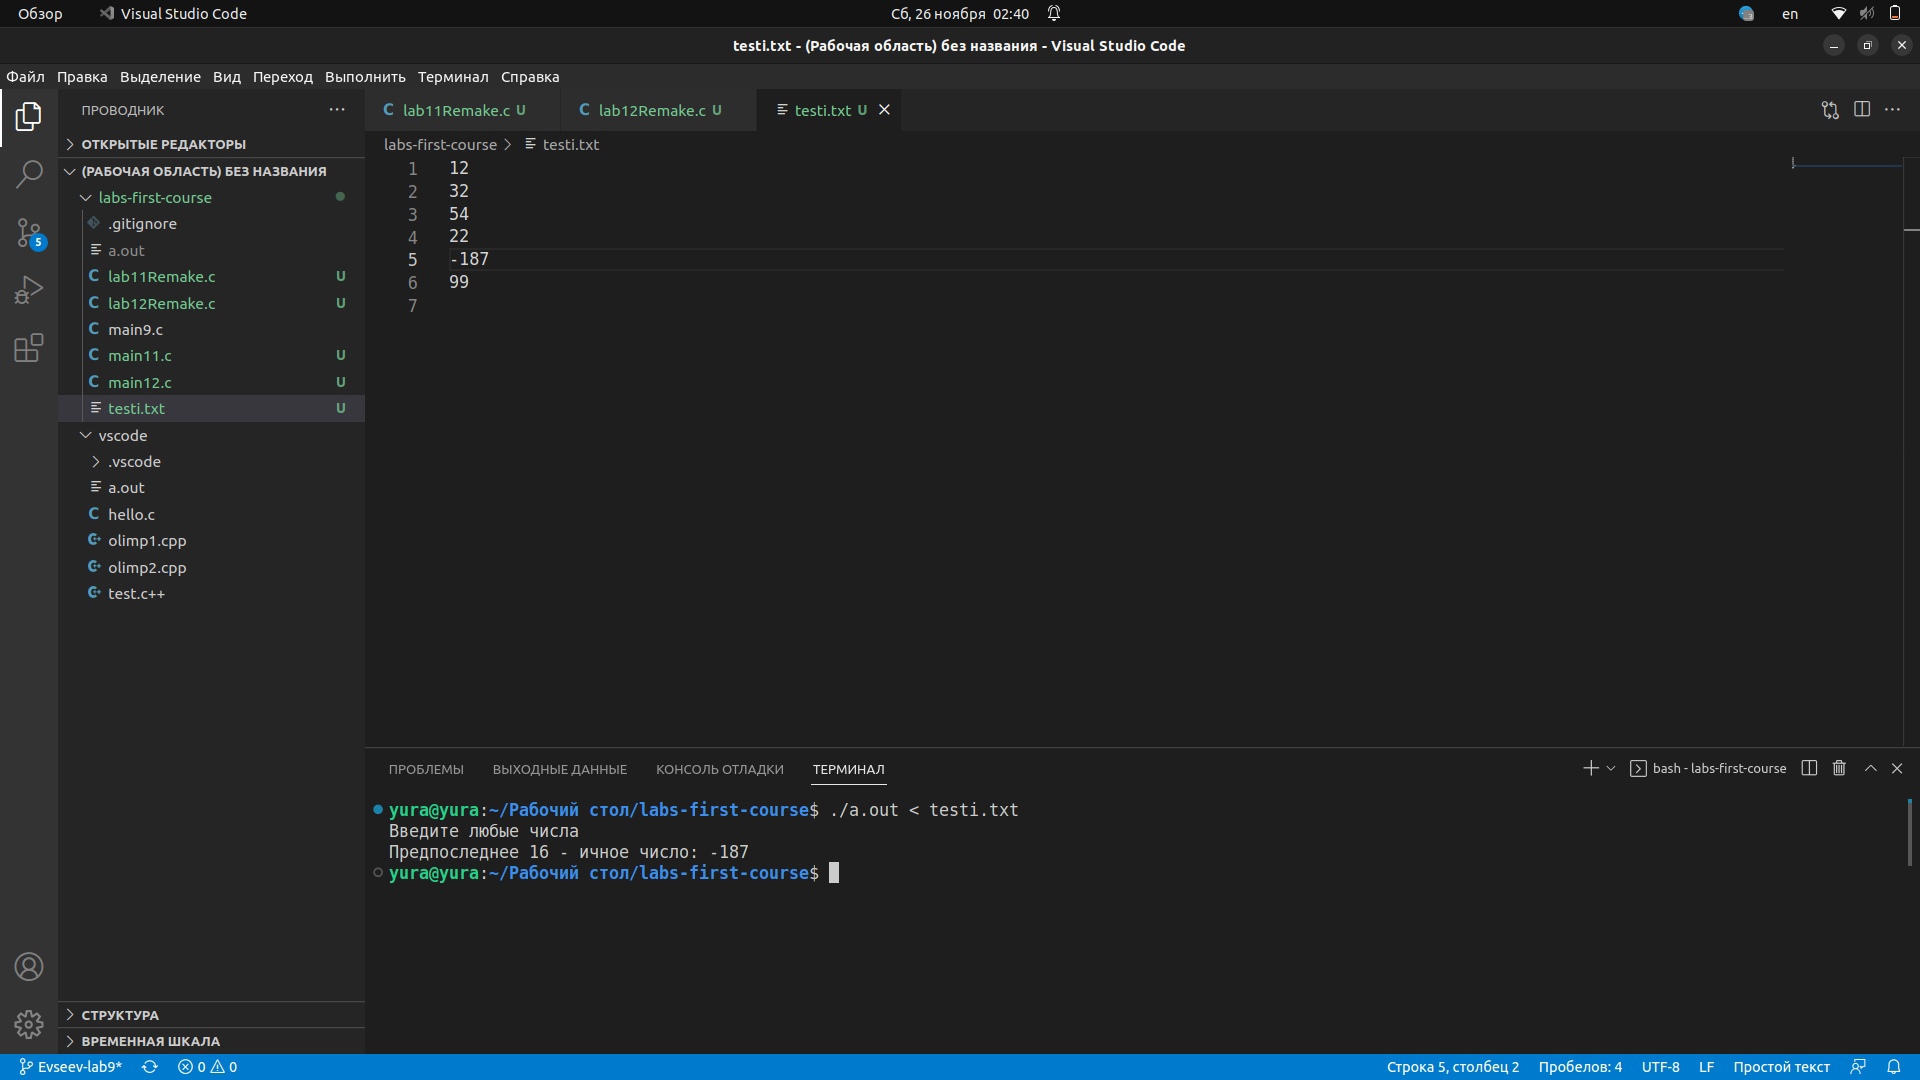 Обзор
Visual Studio Code
Сб, 26 ноября 02:40
en
testi.txt - (Рабочая область) без названия - Visual Studio Code
Файл Правка Выделение Вид Переход Выполнить Терминал Справка
ПРОВОДНИК
ОТКРЫТЫЕ РЕДАКТОРЫ
(РАБОЧАЯ ОБЛАСТЬ) БЕЗ НАЗВАНИЯ
labs-first-course
.gitignore
a.out
C lab11Remake.c U
C lab12Remake.c U
C main9.c
C main11.c U
C main12.c U
testi.txt U
vscode
.vscode
a.out
C hello.c
olimp1.cpp
olimp2.cpp
test.c++
5
СТРУКТУРА
ВРЕМЕННАЯ ШКАЛА
C lab11Remake.c U
C lab12Remake.c U
testi.txt U
labs-first-course > testi.txt
1 12
2 32
3 54
4 22
5 -187
6 99
7
ПРОБЛЕМЫ ВЫХОДНЫЕ ДАННЫЕ КОНСОЛЬ ОТЛАДКИ ТЕРМИНАЛ
bash - labs-first-course
yura@yura:~/Рабочий стол/labs-first-course$ ./a.out < testi.txt
Введите любые числа
Предпоследнее 16 - ичное число: -187
yura@yura:~/Рабочий стол/labs-first-course$
Evseev-lab9* 0 0
Строка 5, столбец 2 Пробелов: 4 UTF-8 LF Простой текст